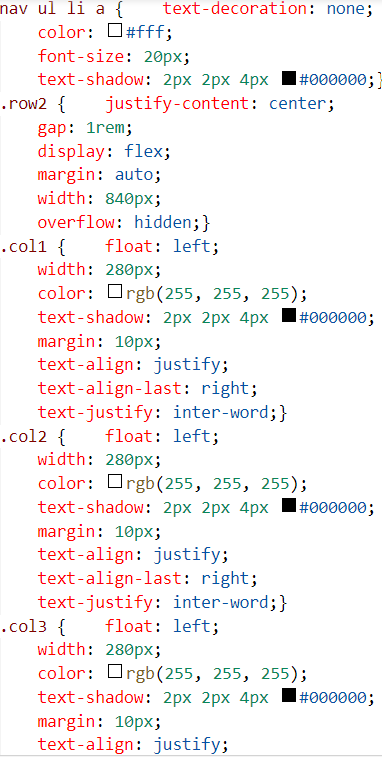 nav ul li a {    text-decoration: none;
    color: #fff;
    font-size: 20px;
    text-shadow: 2px 2px 4px #000000;}
.row2 {    justify-content: center;
    gap: 1rem;
    display: flex;
    margin: auto;
    width: 840px;
    overflow: hidden;}
.col1 {    float: left;
    width: 280px;
    color: rgb(255, 255, 255);
    text-shadow: 2px 2px 4px #000000;
    margin: 10px;
    text-align: justify;
    text-align-last: right;
    text-justify: inter-word;}
.col2 {    float: left;
    width: 280px;
    color: rgb(255, 255, 255);
    text-shadow: 2px 2px 4px #000000;
    margin: 10px;
    text-align: justify;
    text-align-last: right;
    text-justify: inter-word;}
.col3 {    float: left;
    width: 280px;
    color: rgb(255, 255, 255);
    text-shadow: 2px 2px 4px #000000;
    margin: 10px;
    text-align: justify;